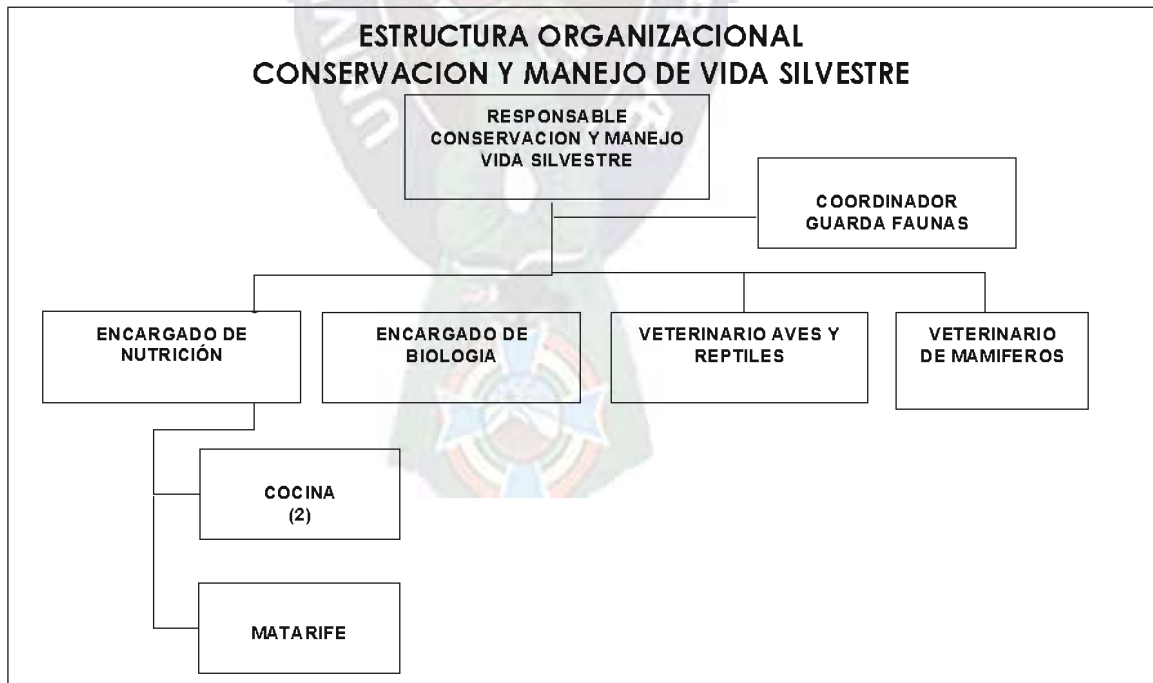 ESTRUCTURA ORGANIZACIONAL
CONSERVACION Y MANEJO DE VIDA SILVESTRE
RESPONSABLE
CONSERVACION Y MANEJO
VIDA SILVESTRE
COORDINADOR
GUARDA FAUNAS
ENCARGADO DE
NUTRICIÓN
ENCARGADO DE
BIOLOGIA
VETERINARIO AVES Y
REPTILES
VETERINARIO
DE MAMIFEROS
COCINA
(2)
MATARIFE